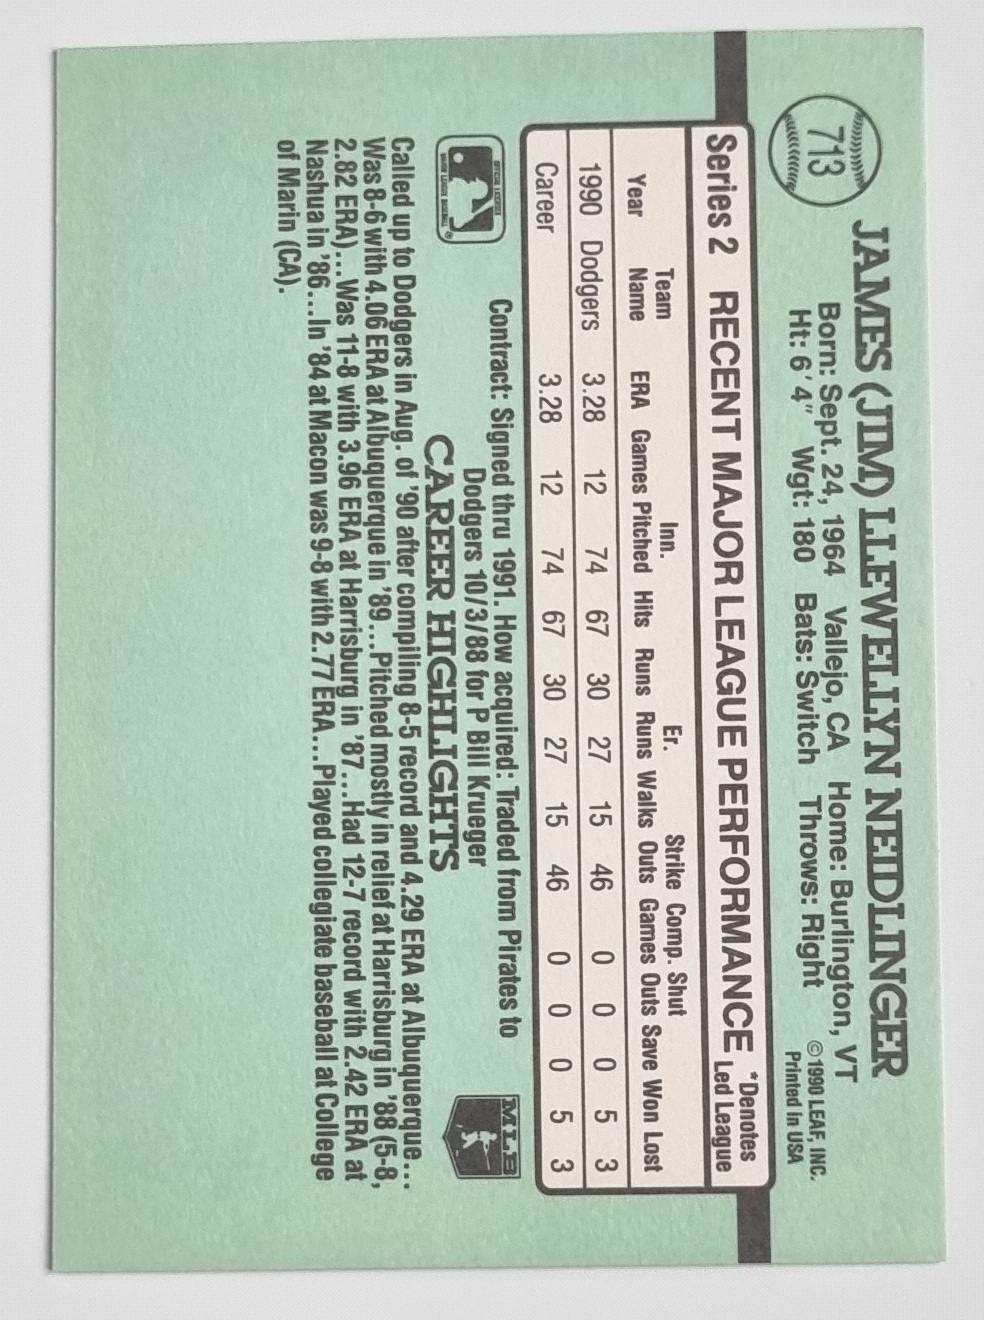 713
JAMES (JIM) LLEWELLYN NEIDLINGER
Born: Sept. 24, 1964 Vallejo, CA Home: Burlington, VT
Ht: 6'4" Wgt: 180 Bats: Switch Throws: Right
©1990 LEAF, INC.
Printed In USA
Series 2 RECENT MAJOR LEAGUE PERFORMANCE
*Denotes
Led League
Team Inn. Er. Strike Comp. Shut
Year Name ERA Games Pitched Hits Runs Runs Walks Outs Games Outs Save Won Lost
1990 Dodgers 3.28 12 74 67 30 27 15 46 0 0 0 5 3
Career 3.28 12 74 67 30 27 15 46 0 0 0 5 3
Contract: Signed thru 1991. How acquired: Traded from Pirates to
Dodgers 10/3/88 for P Bill Krueger
MLB
CAREER HIGHLIGHTS
Called up to Dodgers in Aug. of '90 after compiling 8-5 record and 4.29 ERA at Albuquerque...
Was 8-6 with 4.06 ERA at Albuquerque in '89...Pitched mostly in relief at Harrisburg in '88 (5-8,
2.82 ERA)...Was 11-8 with 3.96 ERA at Harrisburg in '87...Had 12-7 record with 2.42 ERA at
Nashua in '86...In '84 at Macon was 9-8 with 2.77 ERA...Played collegiate baseball at College
of Marin (CA).